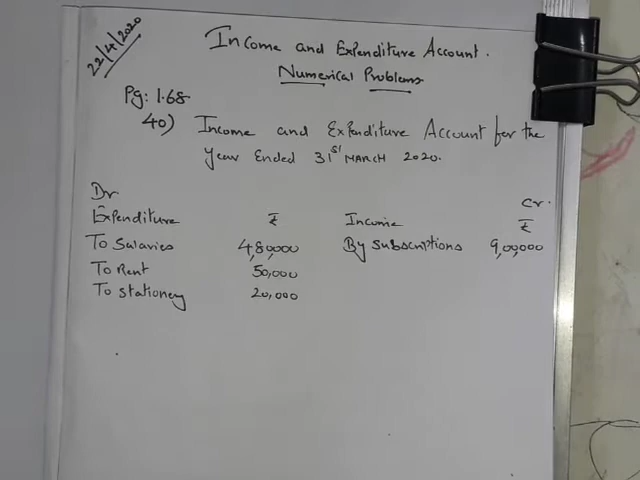 22/4/2020
Income and Expenditure Account.
Numerical Problems
Pg: 1.68
40) Income and Expenditure Account for the
year Ended 31st MARCH 2020.
Dr Cr.
Expenditure ₹ Income ₹
To Salaries 4,80,000 By subscriptions 9,00,000
To Rent 50,000
To stationery 20,000